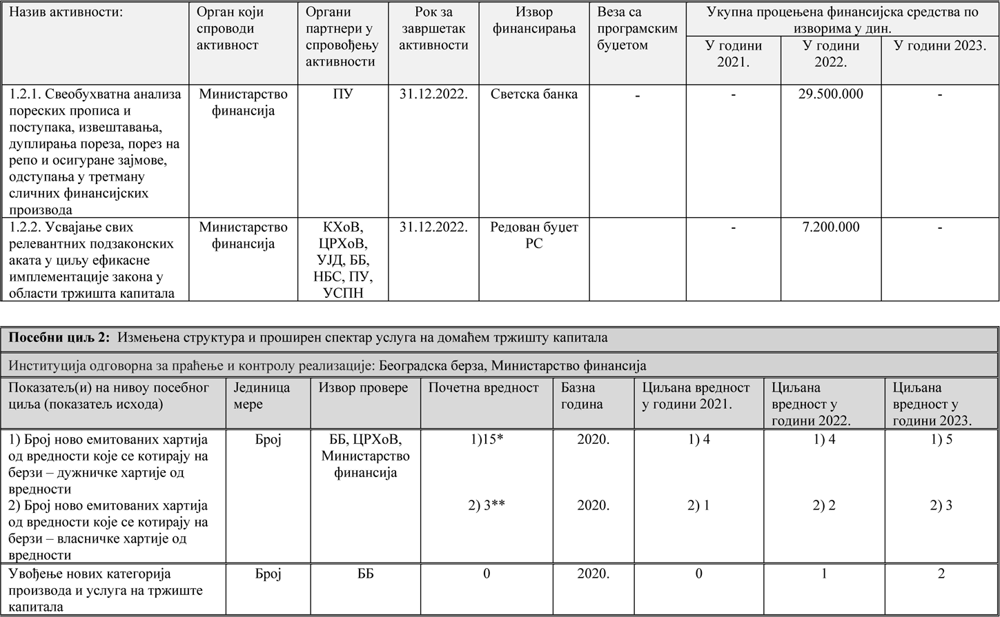 Назив активности:
Орган који
спроводи
активност
Органи
партнери у
спровођењу
активности
Рок за
завршетак
активности
Извор
финансирања
Веза са
програмским
буџетом
Укупна процењена финансијска средства по
изворима у дин.
У години
2021.
У години
2022.
У години 2023.
1.2.1. Свеобухватна анализа
пореских прописа и
поступака, извештавања,
дуплирања пореза, порез на
репо и осигуране зајмове,
одступања у третману
сличних финансијских
производа
Министарство
финансија
ПУ
31.12.2022.
Светска банка
-
-
29.500.000
-
1.2.2. Усвајање свих
релевантних подзаконских
аката у циљу ефикасне
имплементације закона у
области тржишта капитала
Министарство
финансија
КХоВ,
ЦРХоВ,
УЈД, ББ,
НБС, ПУ,
УСПН
31.12.2022.
Редован буџет
РС
-
7.200.000
-
Посебни циљ 2: Измењена структура и проширен спектар услуга на домаћем тржишту капитала
Институција одговорна за праћење и контролу реализације: Београдска берза, Министарство финансија
Показатељ(и) на нивоу посебног
циља (показатељ исхода)
Јединица
мере
Извор провере
Почетна вредност
Базна
година
Циљана вредност
у години 2021.
Циљана
вредност у
години 2022.
Циљана
вредност у
години 2023.
1) Број ново емитованих хартија
од вредности које се котирају на
берзи – дужничке хартије од
вредности
2) Број ново емитованих хартија
од вредности које се котирају на
берзи – власничке хартије од
вредности
Број
ББ, ЦРХоВ,
Министарство
финансија
1)15*
2) 3**
2020.
2020.
1) 4
2) 1
1) 4
2) 2
1) 5
2) 3
Увођење нових категорија
производа и услуга на тржиште
капитала
Број
ББ
0
2020.
0
1
2